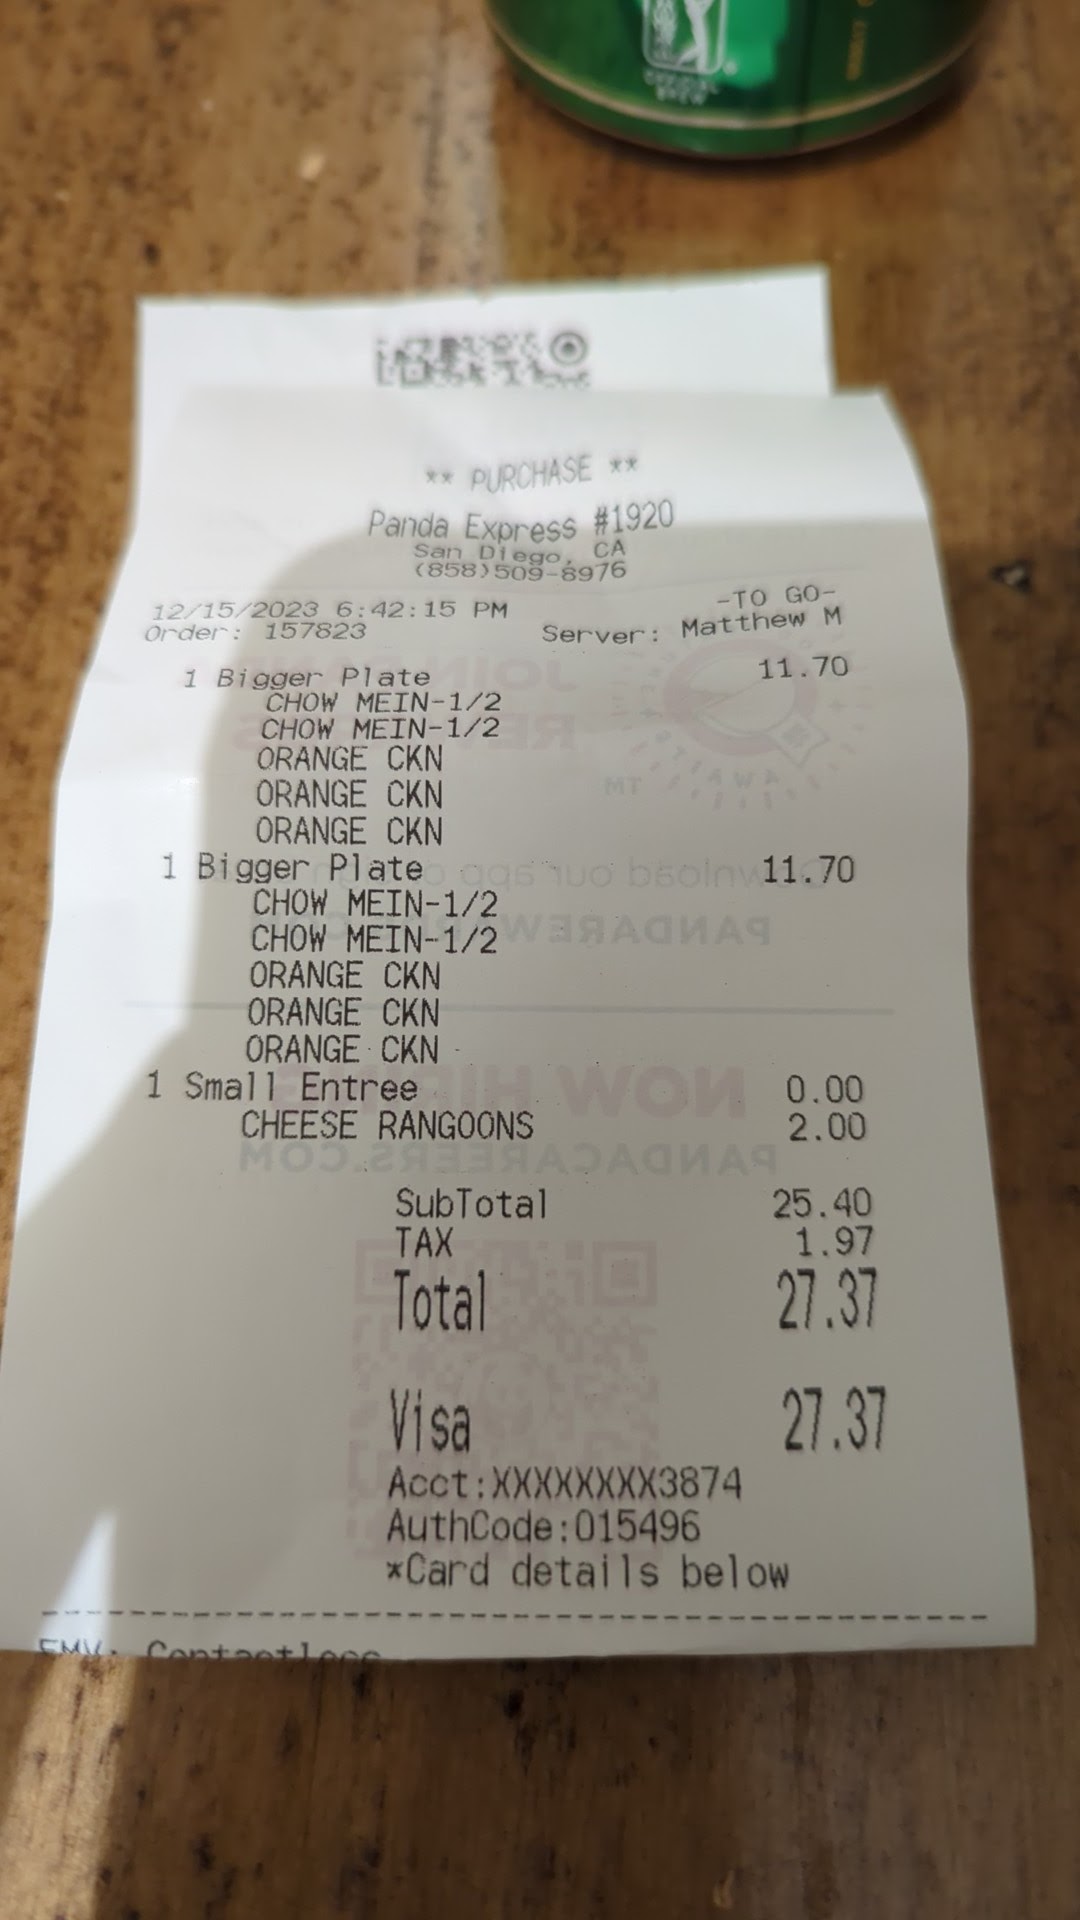 ** PURCHASE **
Panda Express #1920
San Diego, CA
(858)509-8976
-TO GO-
12/15/2023 6:42:15 PM
Order: 157823 Server: Matthew M
1 Bigger Plate 11.70
CHOW MEIN-1/2
CHOW MEIN-1/2
ORANGE CKN
ORANGE CKN
ORANGE CKN
1 Bigger Plate 11.70
CHOW MEIN-1/2
CHOW MEIN-1/2
ORANGE CKN
ORANGE CKN
ORANGE CKN
1 Small Entree 0.00
CHEESE RANGOONS 2.00
SubTotal 25.40
TAX 1.97
Total 27.37
Visa 27.37
Acct:XXXXXXXX3874
AuthCode:015496
*Card details below
EMV: Contactless